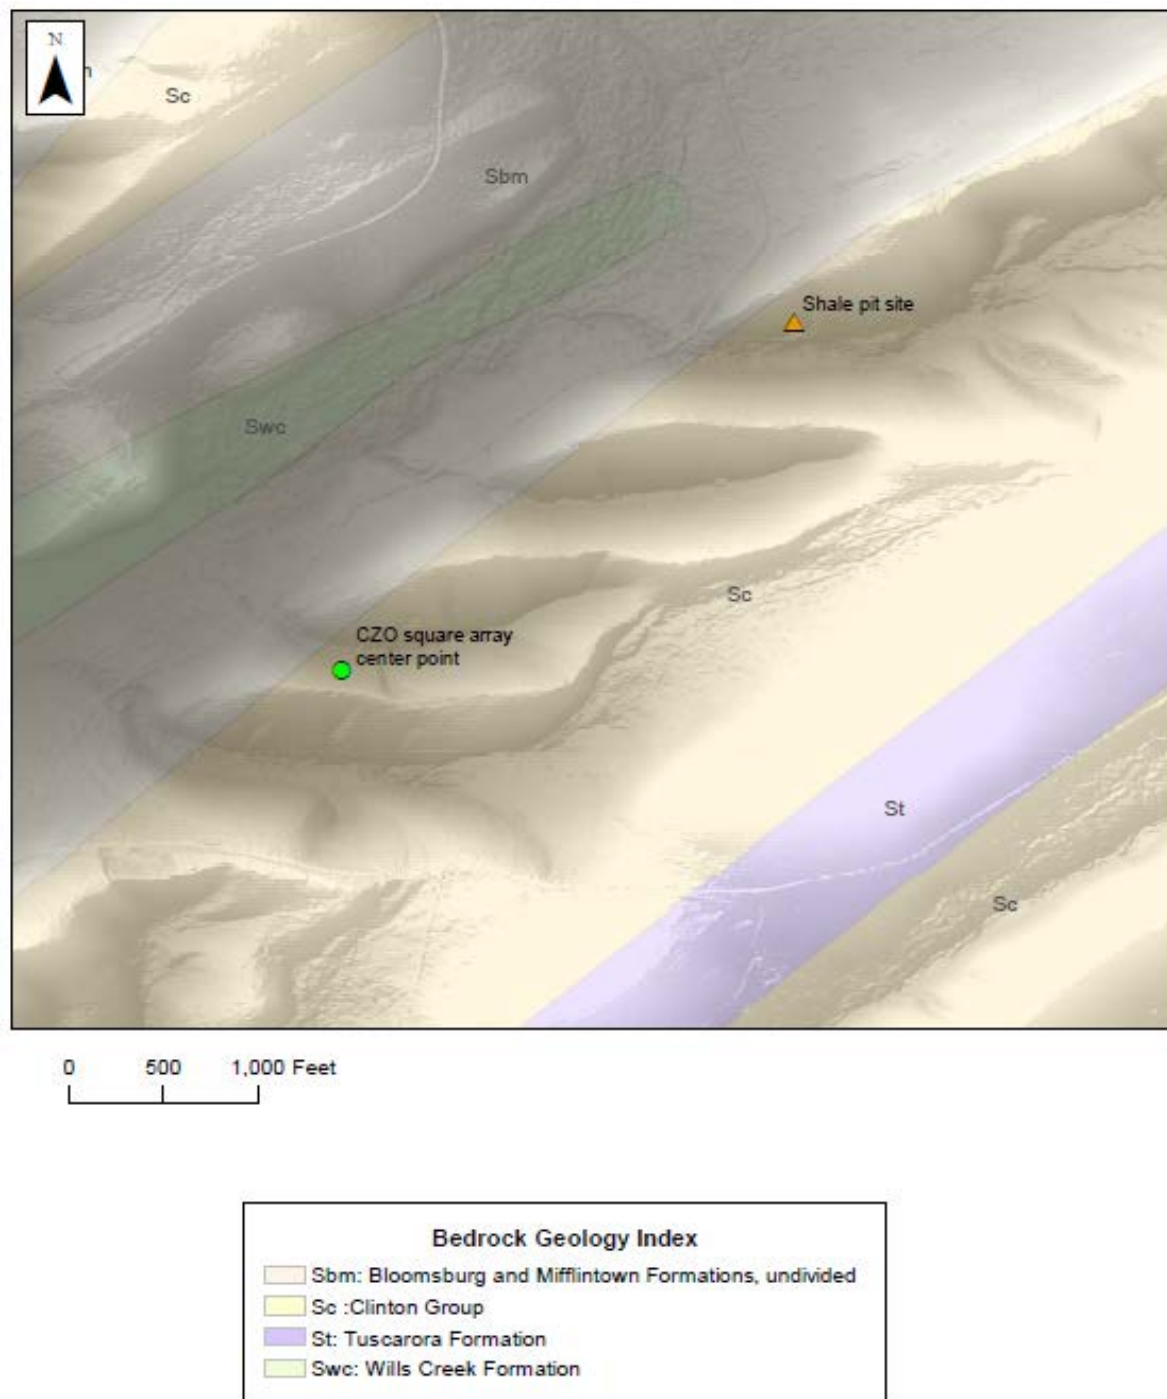 N
Sc
Sbm
Shale pit site
Swc
Sc
CZO square array
center point
St
Sc
0 500 1,000 Feet
Bedrock Geology Index
Sbm: Bloomsburg and Mifflintown Formations, undivided
Sc :Clinton Group
St: Tuscarora Formation
Swc: Wills Creek Formation